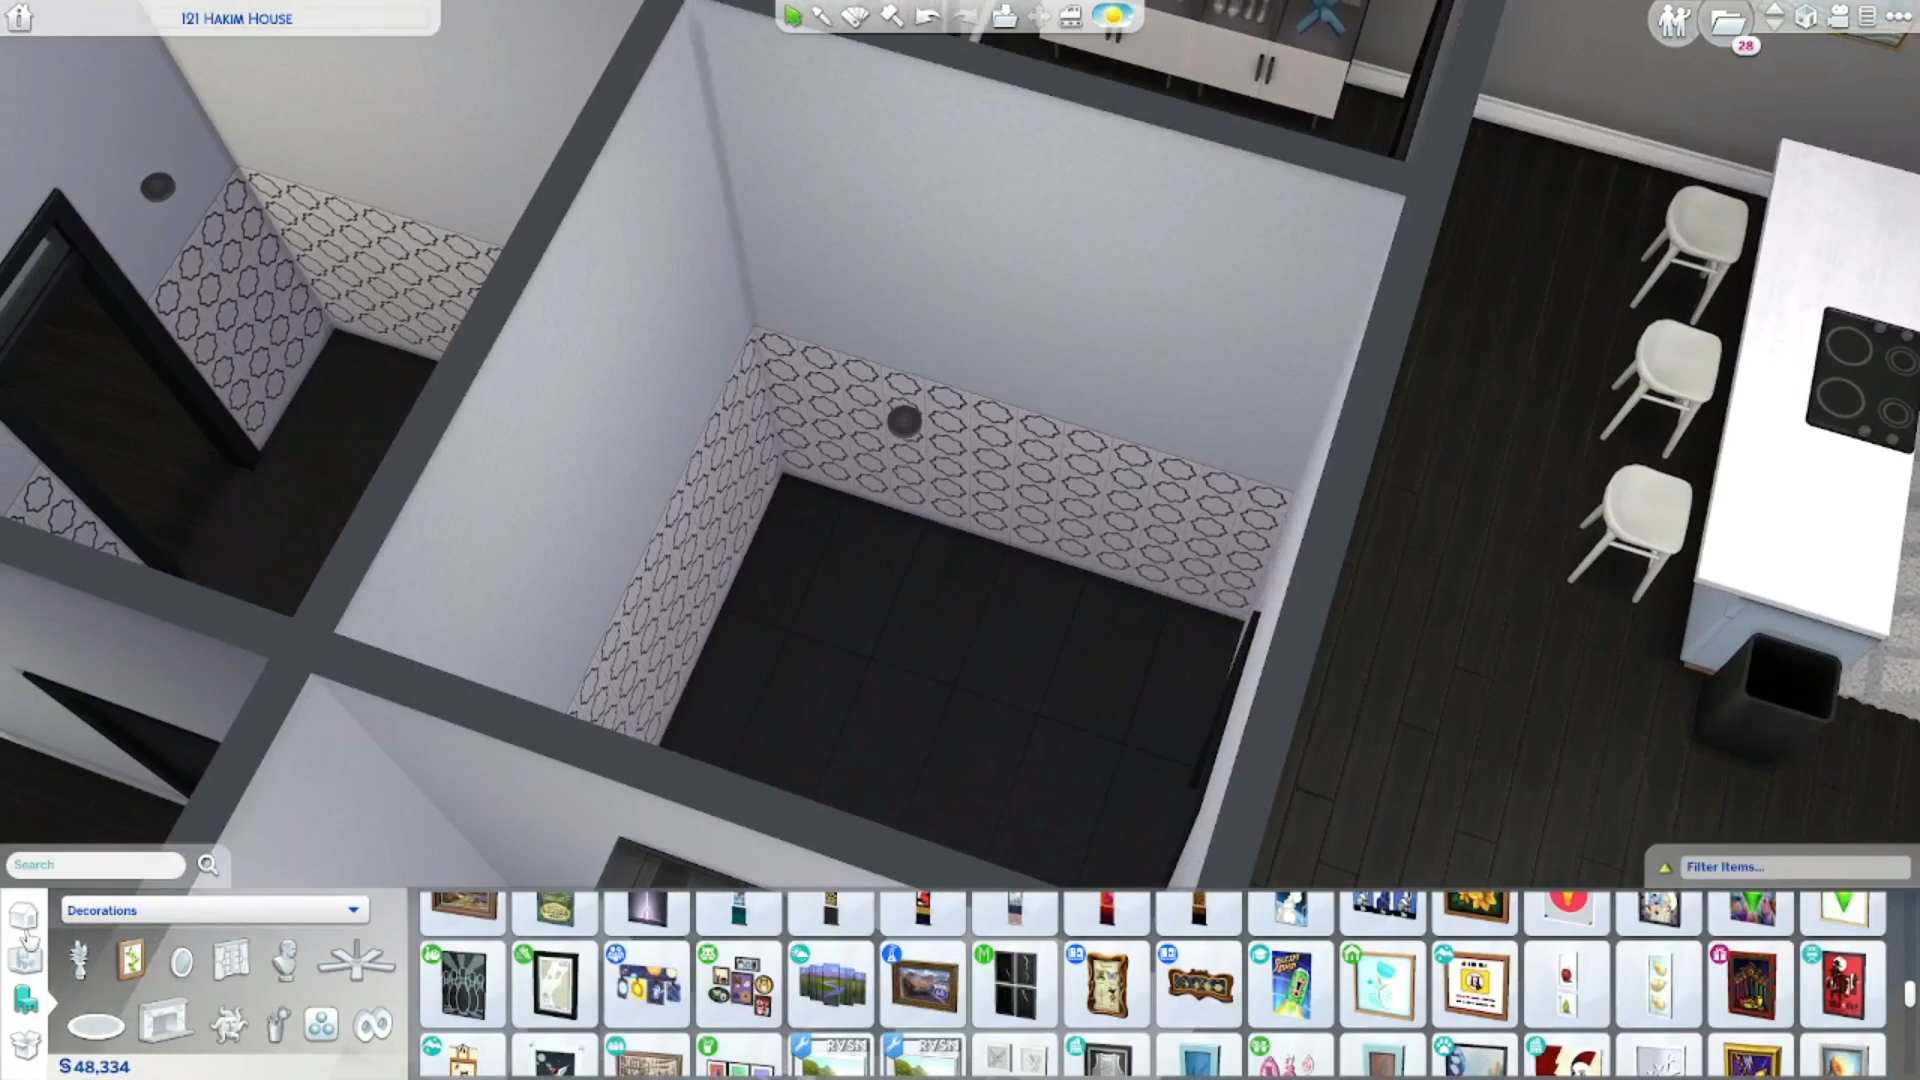 121 Hakim House
28
Search
Filter Items...
Decorations
RVSN
RVSN
§48,334